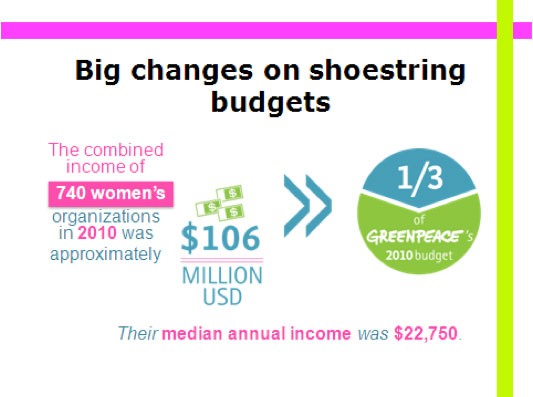 Big changes on shoestring
budgets
The combined
income of
740 women's
organizations
in 2010 was
approximately
$106
MILLION
USD
1/3
of
GREENPEACE's
2010 budget
Their median annual income was $22,750.